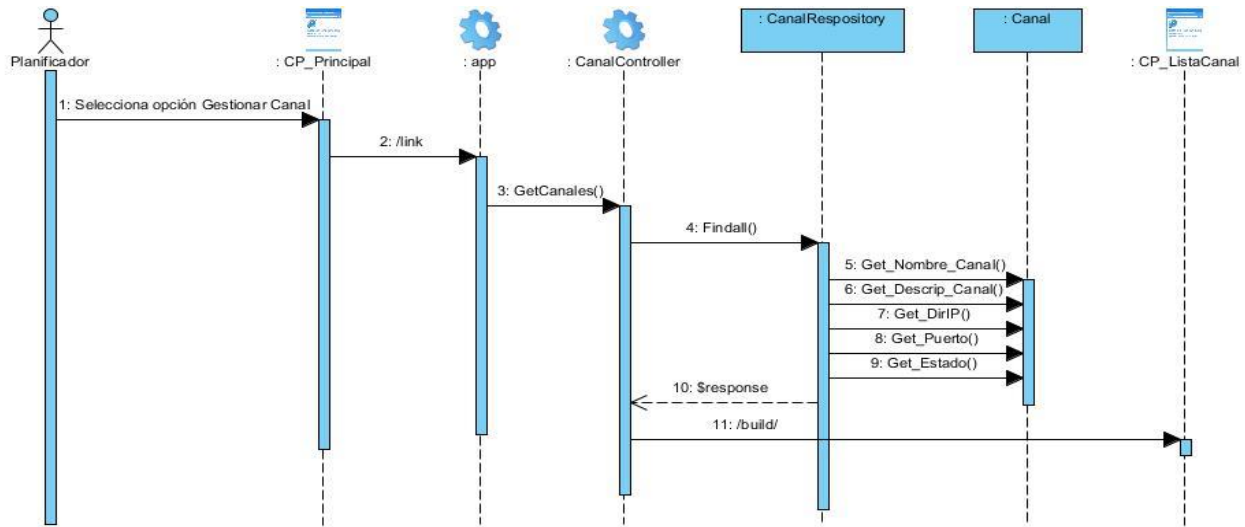 Planificador
: CP_Principal
: app
: CanalController
: CanalRespository
: Canal
: CP_ListaCanal
1: Selecciona opción Gestionar Canal
2: /link
3: GetCanales()
4: Findall()
5: Get_Nombre_Canal()
6: Get_Descrip_Canal()
7: Get_DirIP()
8: Get_Puerto()
9: Get_Estado()
10: $response
11: /build/